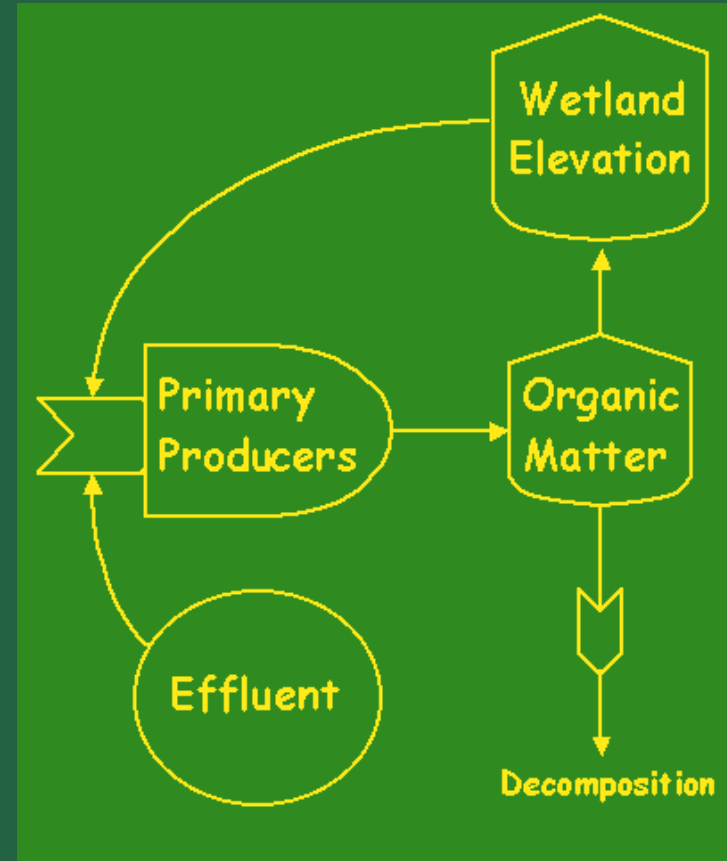 Wetland
Elevation
Primary
Producers
Organic
Matter
Effluent
Decomposition